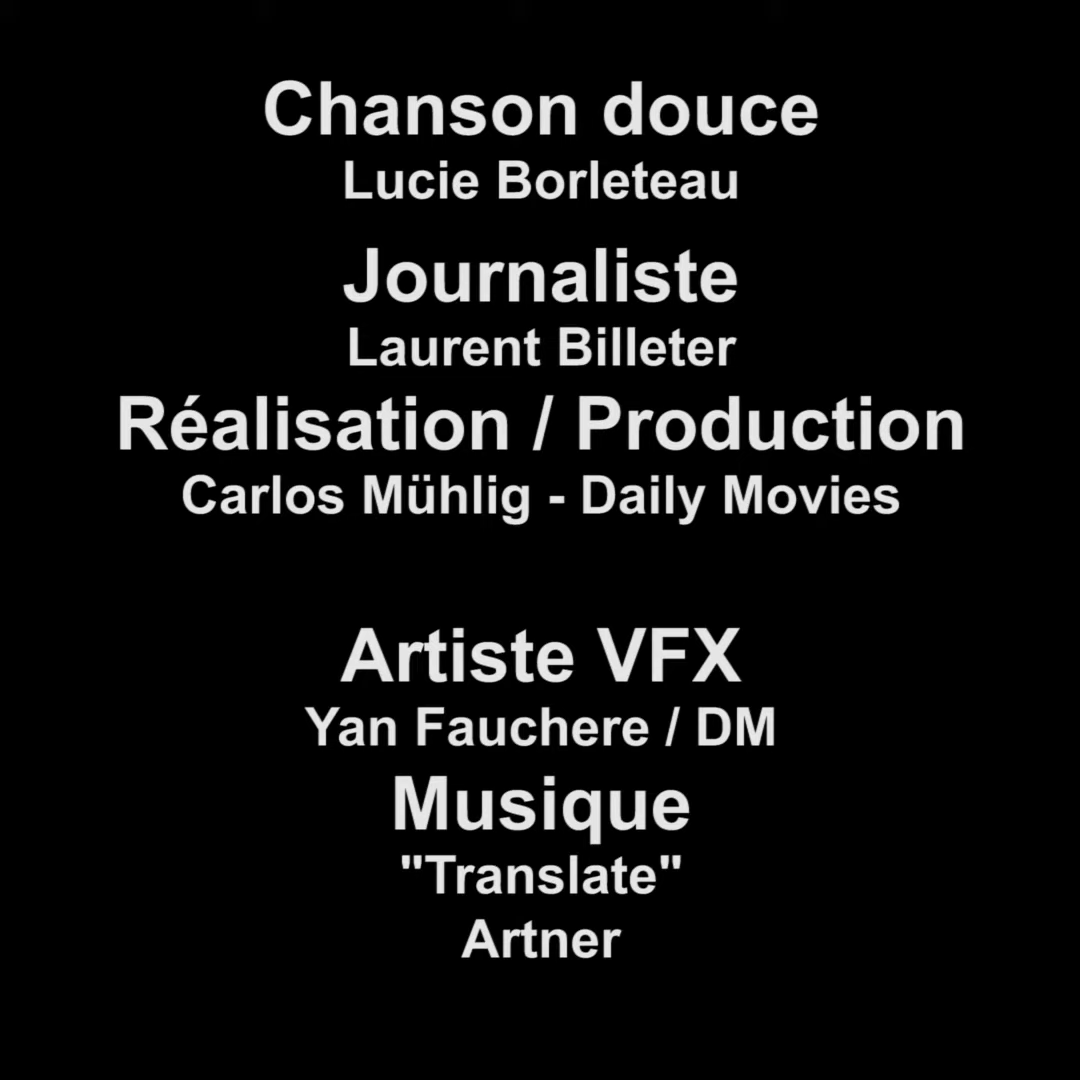 Chanson douce
Lucie Borleteau
Journaliste
Laurent Billeter
Réalisation / Production
Carlos Mühlig - Daily Movies
Artiste VFX
Yan Fauchere / DM
Musique
"Translate"
Artner